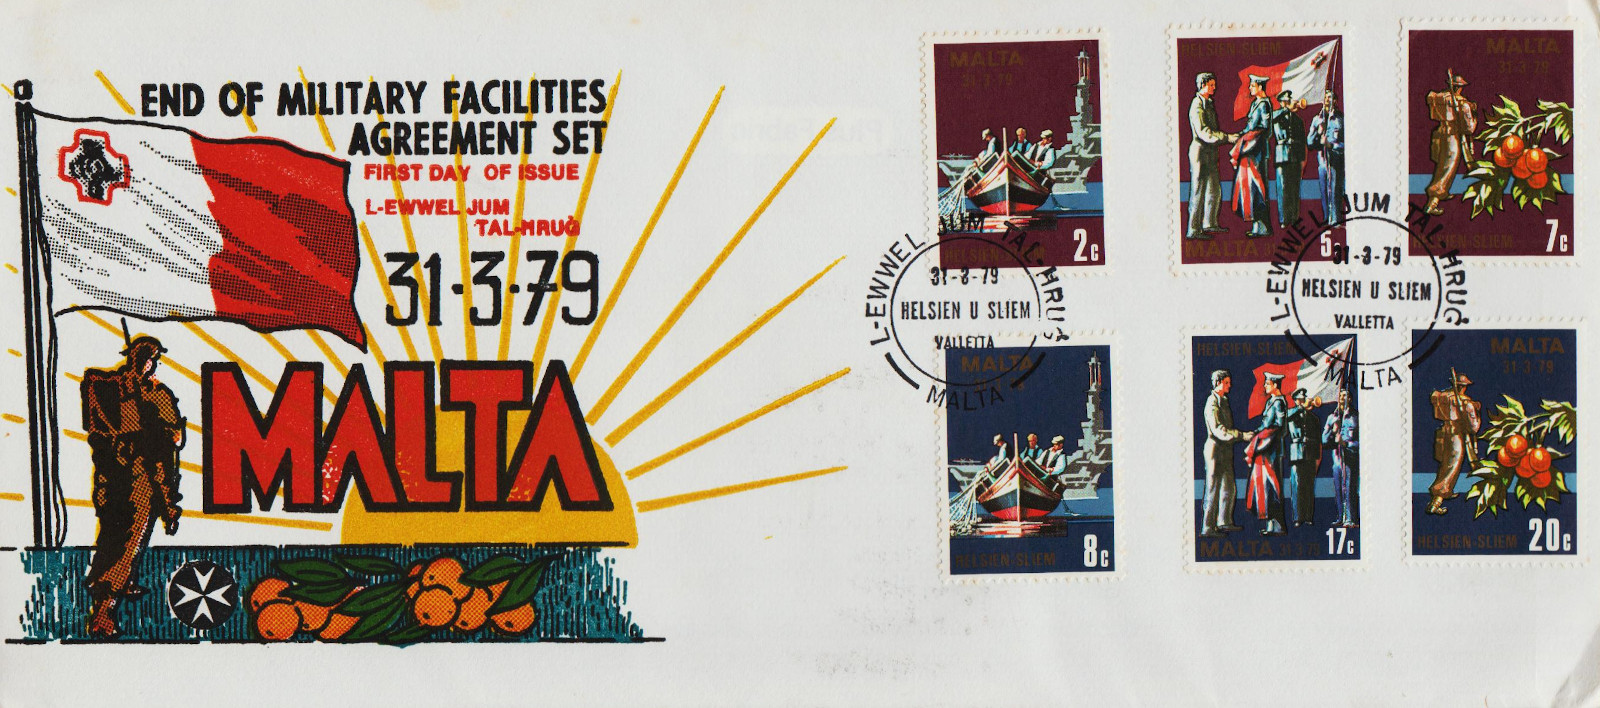 END OF MILITARY FACILITIES
AGREEMENT SET
FIRST DAY OF ISSUE
L-EWWEL JUM
TAL-ĦRUĠ
31-3-79
MALTA
MALTA
31-3-79
HELSIEN-SLIEM
2c
HELSIEN-SLIEM
MALTA 31
5
MALTA
31-3-79
HELSIEN-SLIEM
7c
L-EWWEL JUM TAL-ĦRUĠ
31-3-79
HELSIEN U SLIEM
VALLETTA
MALTA
L-EWWEL JUM TAL-ĦRUĠ
31-3-79
HELSIEN U SLIEM
VALLETTA
MALTA
MALTA
HELSIEN-SLIEM
8c
HELSIEN-SLIEM
MALTA 31-3-79
17c
MALTA
31-3-79
HELSIEN-SLIEM
20c